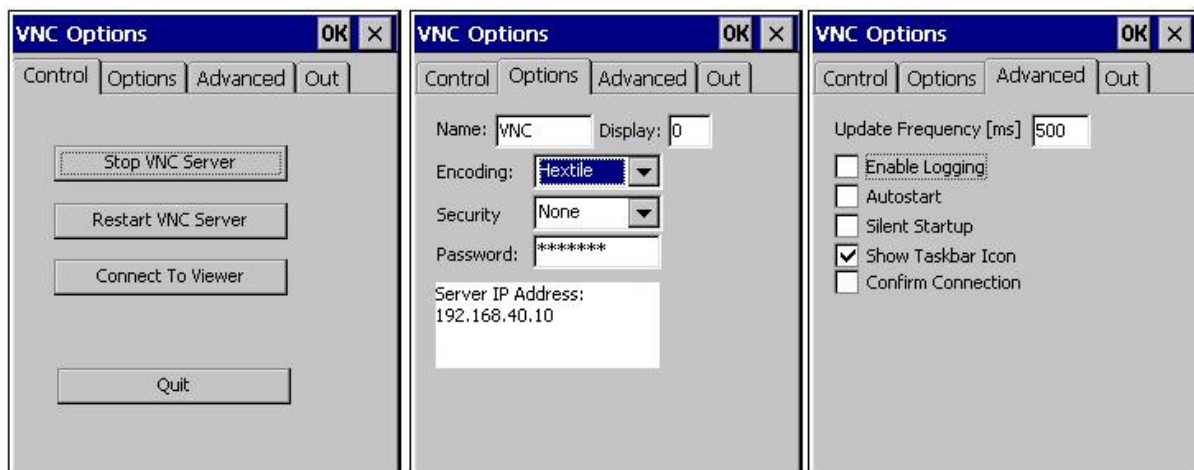 VNC Options OK ×
Control Options Advanced Out
Stop VNC Server
Restart VNC Server
Connect To Viewer
Quit
VNC Options OK ×
Control Options Advanced Out
Name: VNC Display: 0
Encoding: Hextile
Security None
Password: *******
Server IP Address:
192.168.40.10
VNC Options OK ×
Control Options Advanced Out
Update Frequency [ms] 500
Enable Logging
Autostart
Silent Startup
Show Taskbar Icon
Confirm Connection